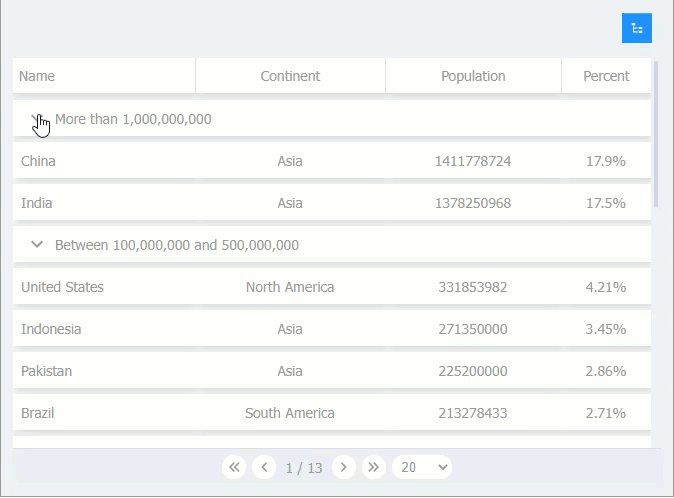 Name Continent Population Percent
More than 1,000,000,000
China Asia 1411778724 17.9%
India Asia 1378250968 17.5%
Between 100,000,000 and 500,000,000
United States North America 331853982 4.21%
Indonesia Asia 271350000 3.45%
Pakistan Asia 225200000 2.86%
Brazil South America 213278433 2.71%
1 / 13 20